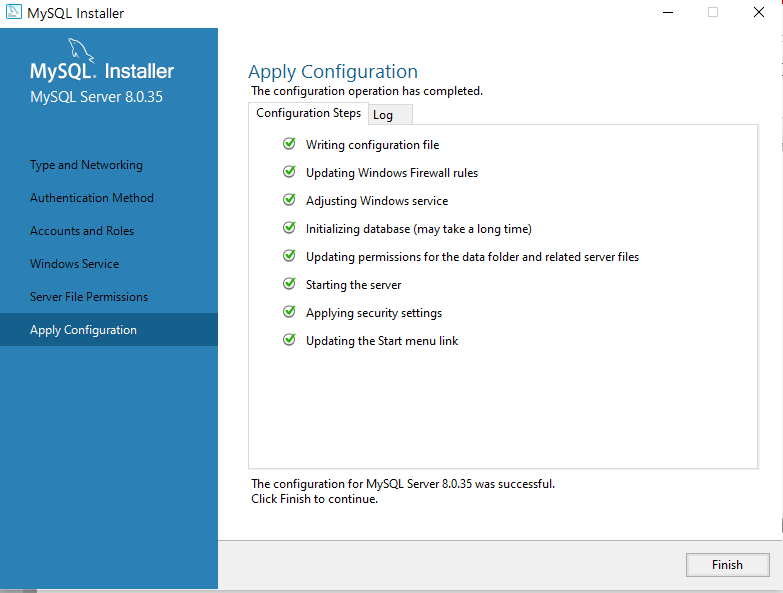 MySQL Installer
MySQL. Installer
MySQL Server 8.0.35
Type and Networking
Authentication Method
Accounts and Roles
Windows Service
Server File Permissions
Apply Configuration
Apply Configuration
The configuration operation has completed.
Configuration Steps Log
Writing configuration file
Updating Windows Firewall rules
Adjusting Windows service
Initializing database (may take a long time)
Updating permissions for the data folder and related server files
Starting the server
Applying security settings
Updating the Start menu link
The configuration for MySQL Server 8.0.35 was successful.
Click Finish to continue.
Finish